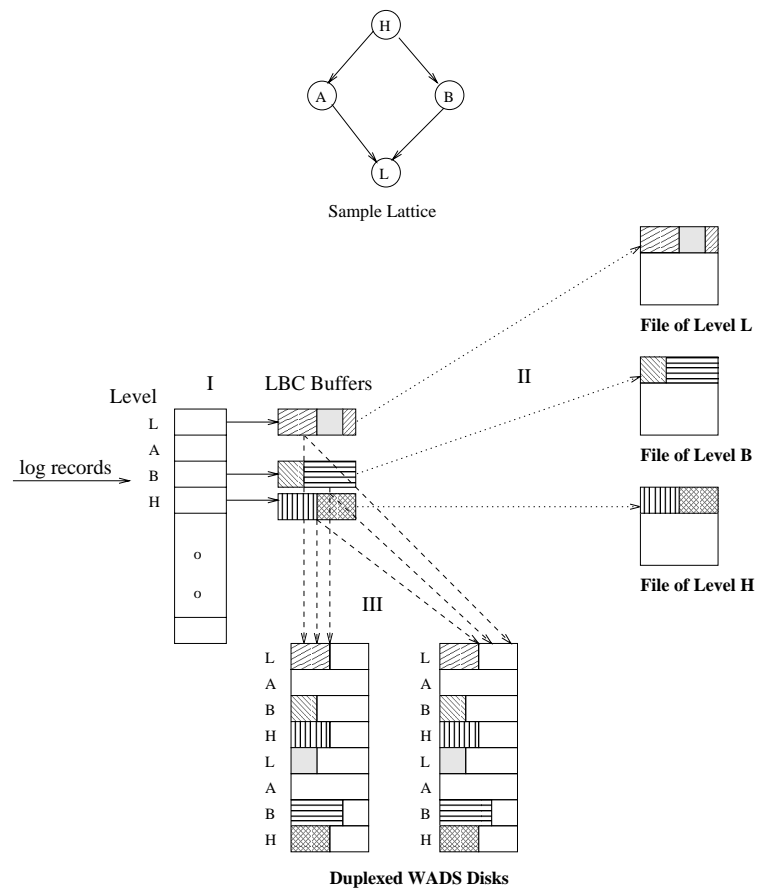 H
A B
L
Sample Lattice
File of Level L
I LBC Buffers II
Level
L
A
log records B
H
File of Level B
o
o
III
File of Level H
L L
A A
B B
H H
L L
A A
B B
H H
Duplexed WADS Disks